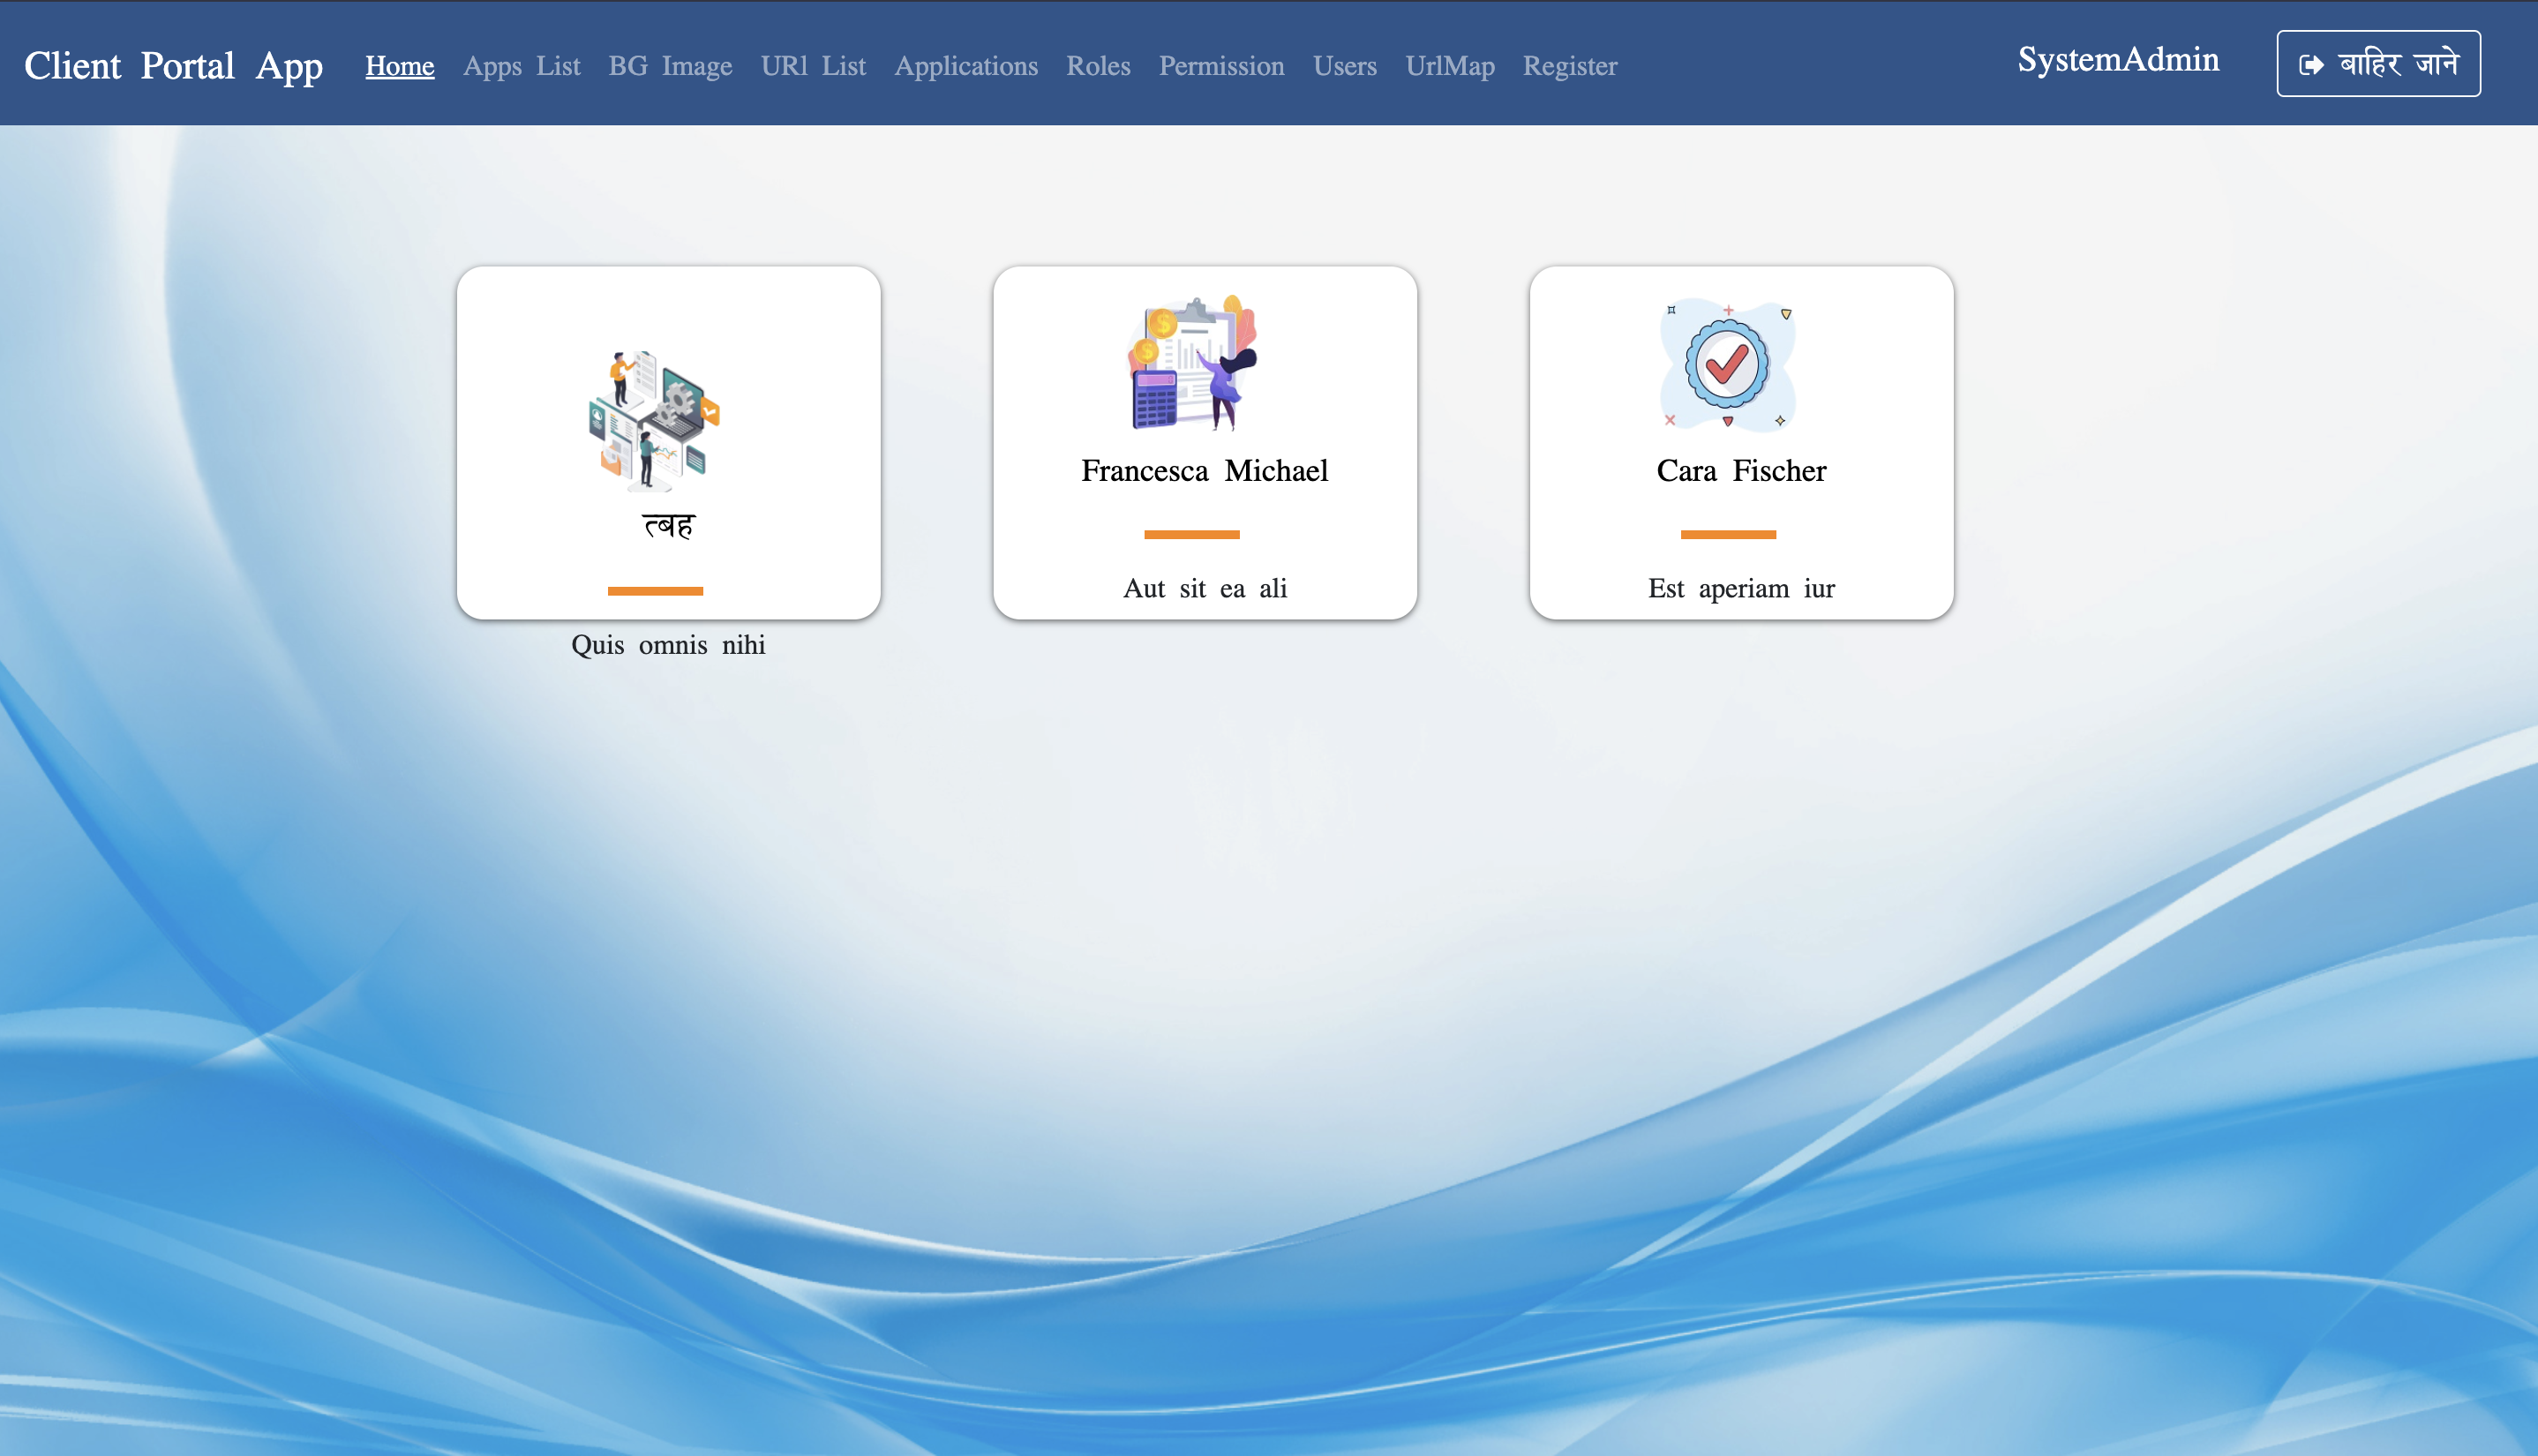 Client Portal App Home Apps List BG Image URl List Applications Roles Permission Users UrlMap Register SystemAdmin बाहिर जाने
त्बह
Quis omnis nihi
Francesca Michael
Aut sit ea ali
Cara Fischer
Est aperiam iur